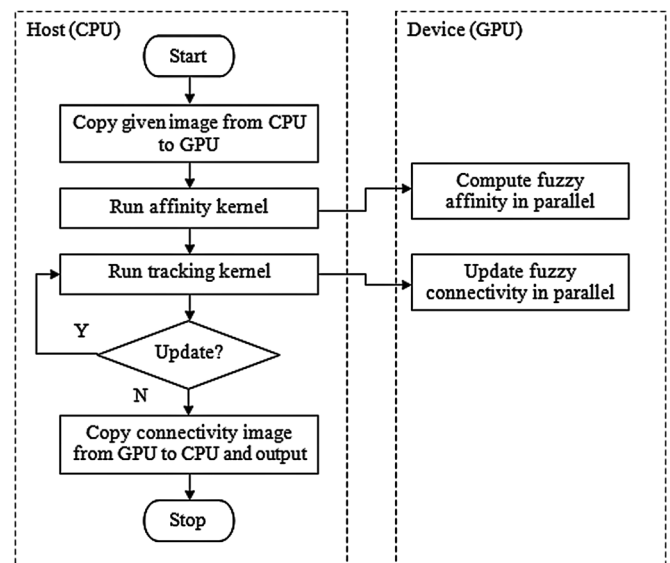 Host (CPU)
Device (GPU)
Start
Copy given image from CPU
to GPU
Run affinity kernel
Compute fuzzy
affinity in parallel
Run tracking kernel
Update fuzzy
connectivity in parallel
Y
Update?
N
Copy connectivity image
from GPU to CPU and output
Stop